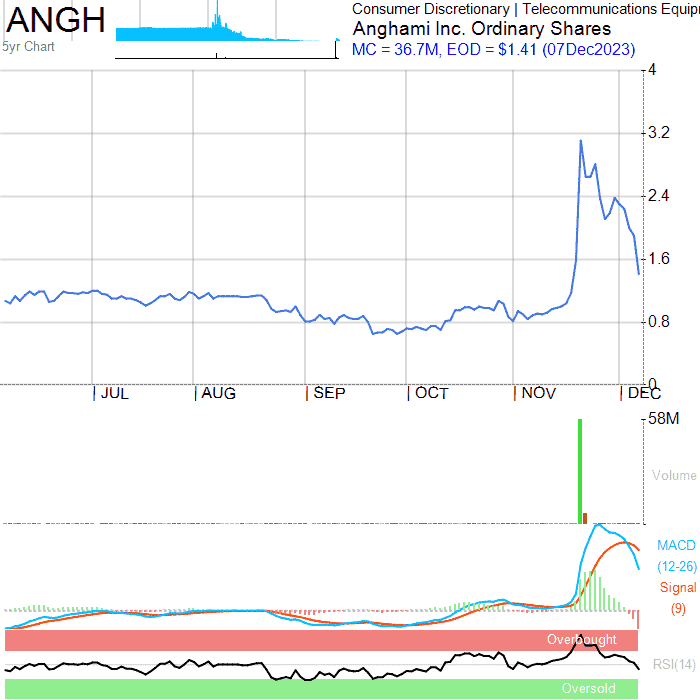 ANGH
5yr Chart
Consumer Discretionary | Telecommunications Equip
Anghami Inc. Ordinary Shares
MC = 36.7M, EOD = $1.41 (07Dec2023)
4
3.2
2.4
1.6
0.8
0
JUL
AUG
SEP
OCT
NOV
DEC
58M
Volume
MACD
(12-26)
Signal
(9)
Overbought
RSI(14)
Oversold